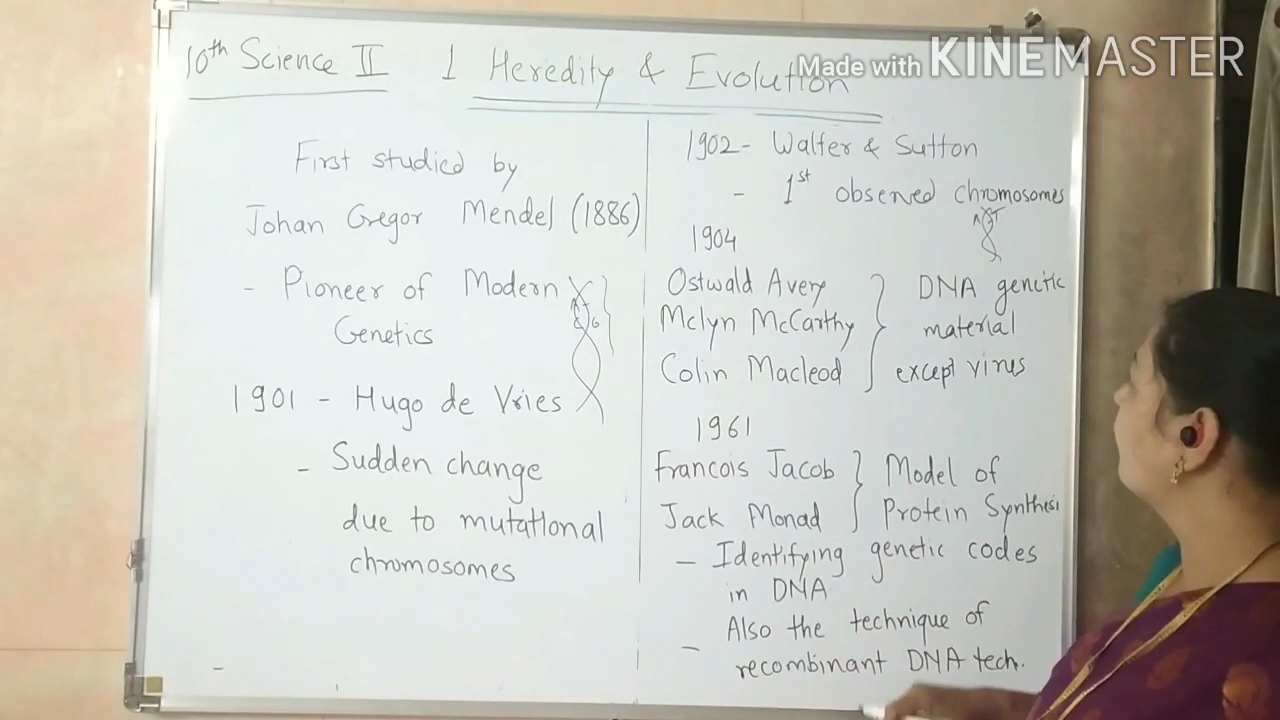 Made with KINEMASTER
10th Science II 1 Heredity & Evolution
First studied by
Johan Gregor Mendel (1886)
- Pioneer of Modern
Genetics
1901 - Hugo de Vries
- Sudden change
due to mutational
chromosomes
1902 - Walter & Sutton
- 1st observed chromosomes
1904
Ostwald Avery
Mclyn McCarthy
Colin Macleod
DNA genetic
material
except virus
1961
Francois Jacob
Jack Monad
Model of
Protein Synthesi
- Identifying genetic codes
in DNA
- Also the technique of
recombinant DNA tech.